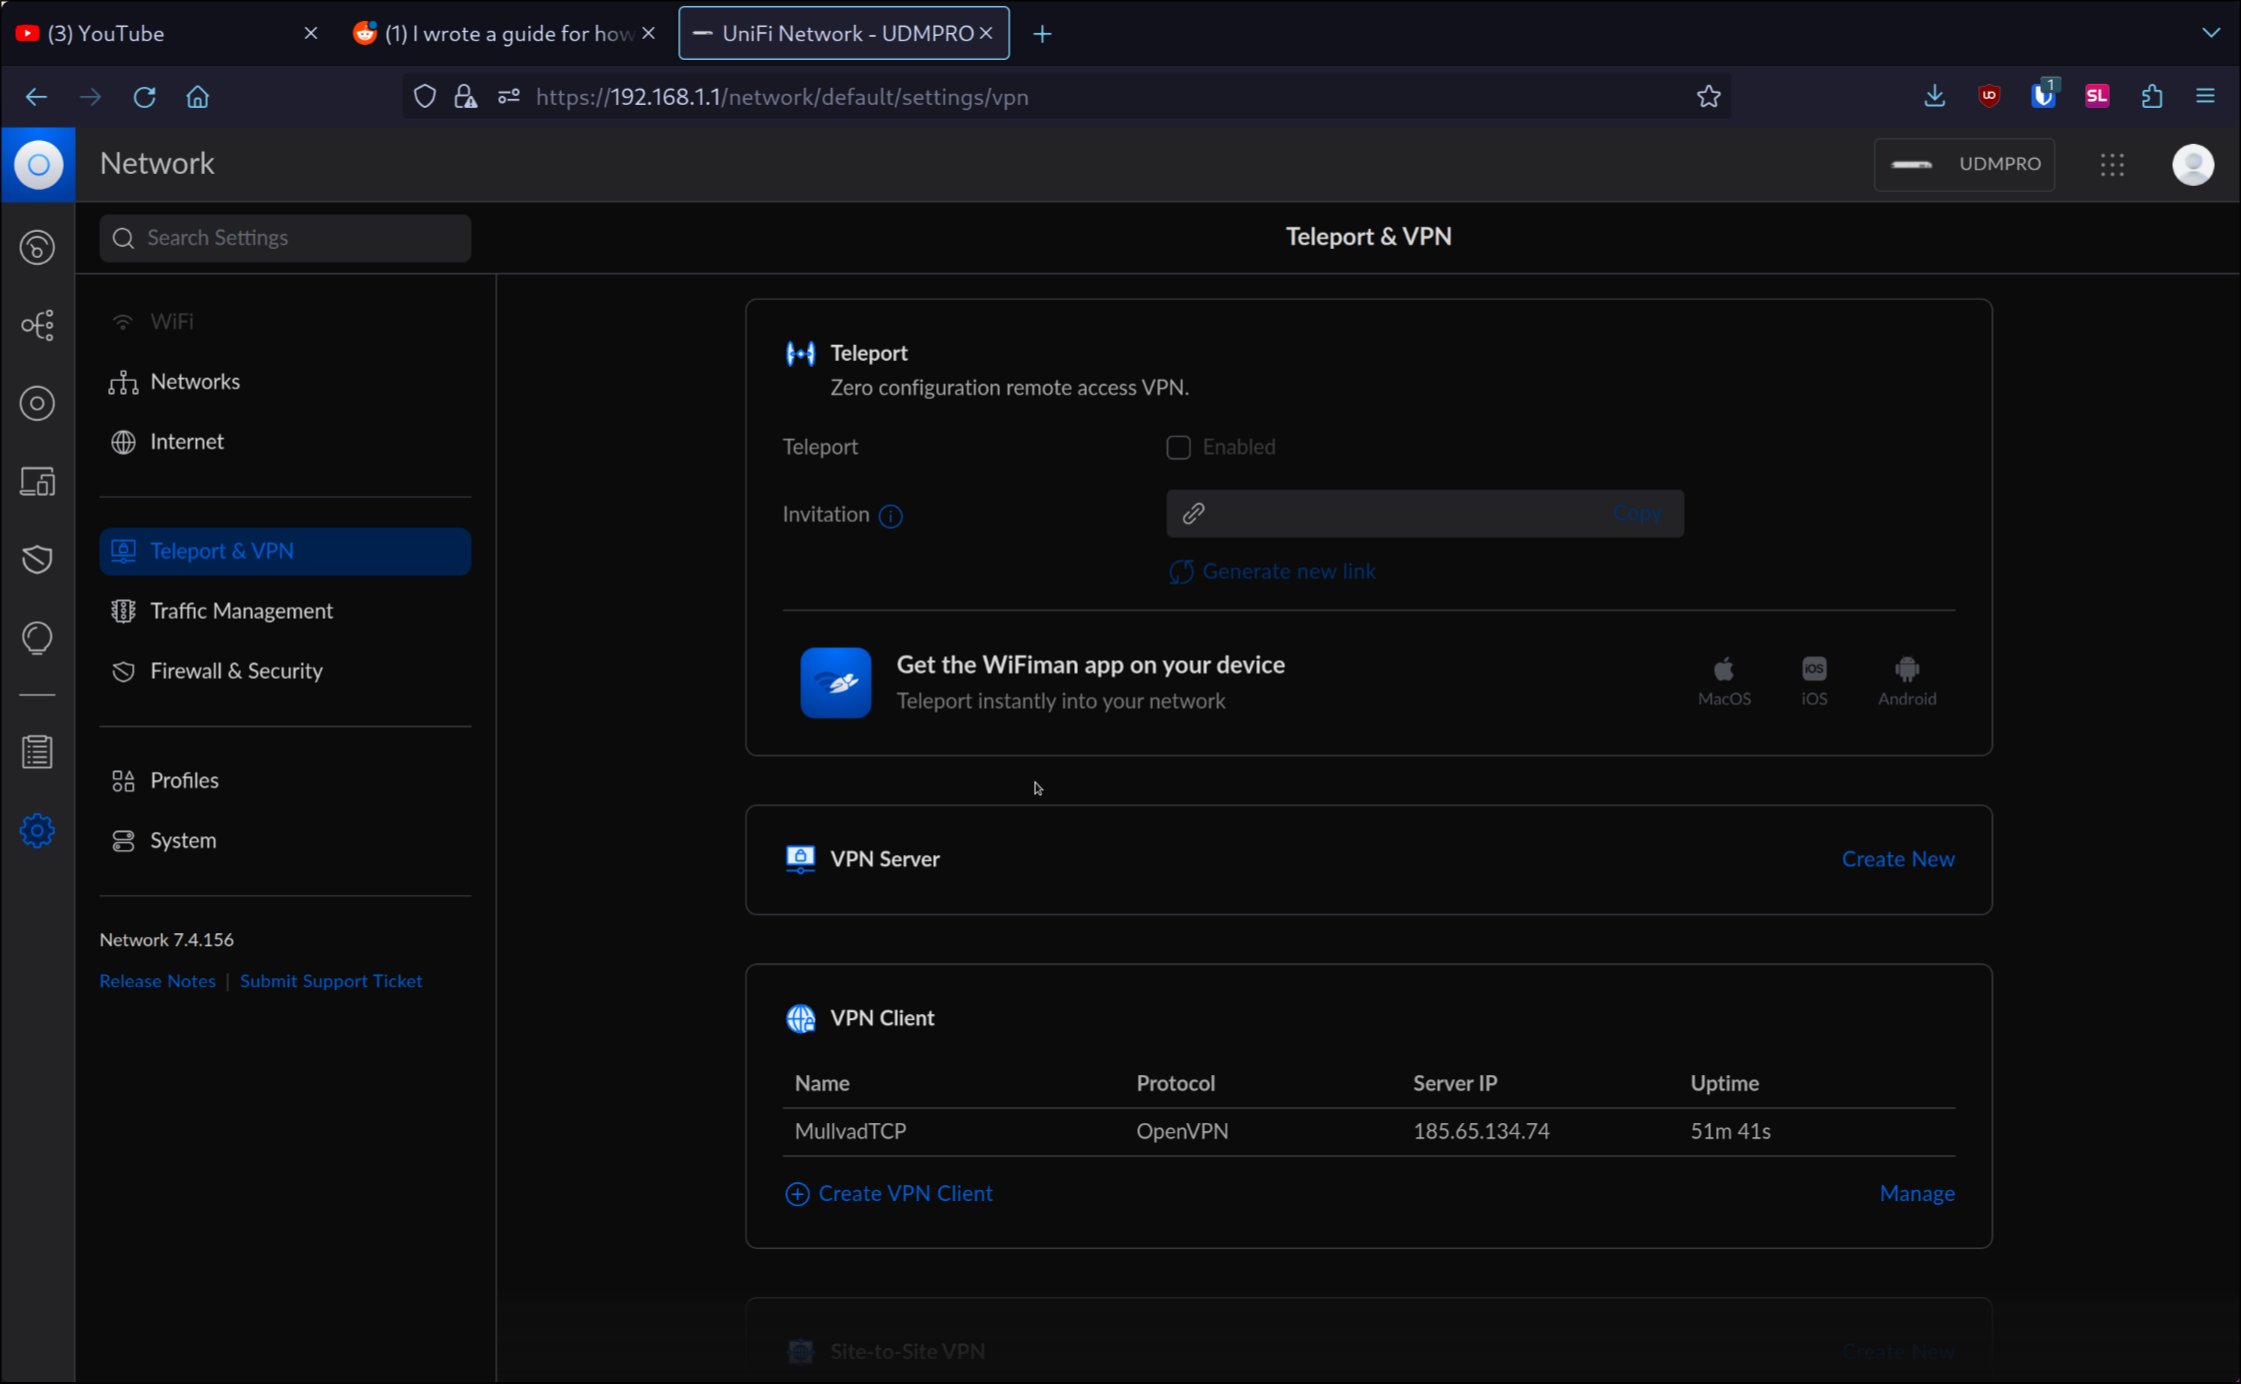 (3) YouTube
(1) I wrote a guide for how
UniFi Network - UDMPRO
https://192.168.1.1/network/default/settings/vpn
1
SL
Network
UDMPRO
Search Settings
Teleport & VPN
WiFi
Networks
Internet
Teleport & VPN
Traffic Management
Firewall & Security
Profiles
System
Network 7.4.156
Release Notes | Submit Support Ticket
Teleport
Zero configuration remote access VPN.
Teleport
Enabled
Invitation
Copy
Generate new link
Get the WiFiman app on your device
Teleport instantly into your network
MacOS
iOS
iOS
Android
VPN Server
Create New
VPN Client
Name Protocol Server IP Uptime
MullvadTCP OpenVPN 185.65.134.74 51m 41s
Create VPN Client
Manage
Site-to-Site VPN
Create New